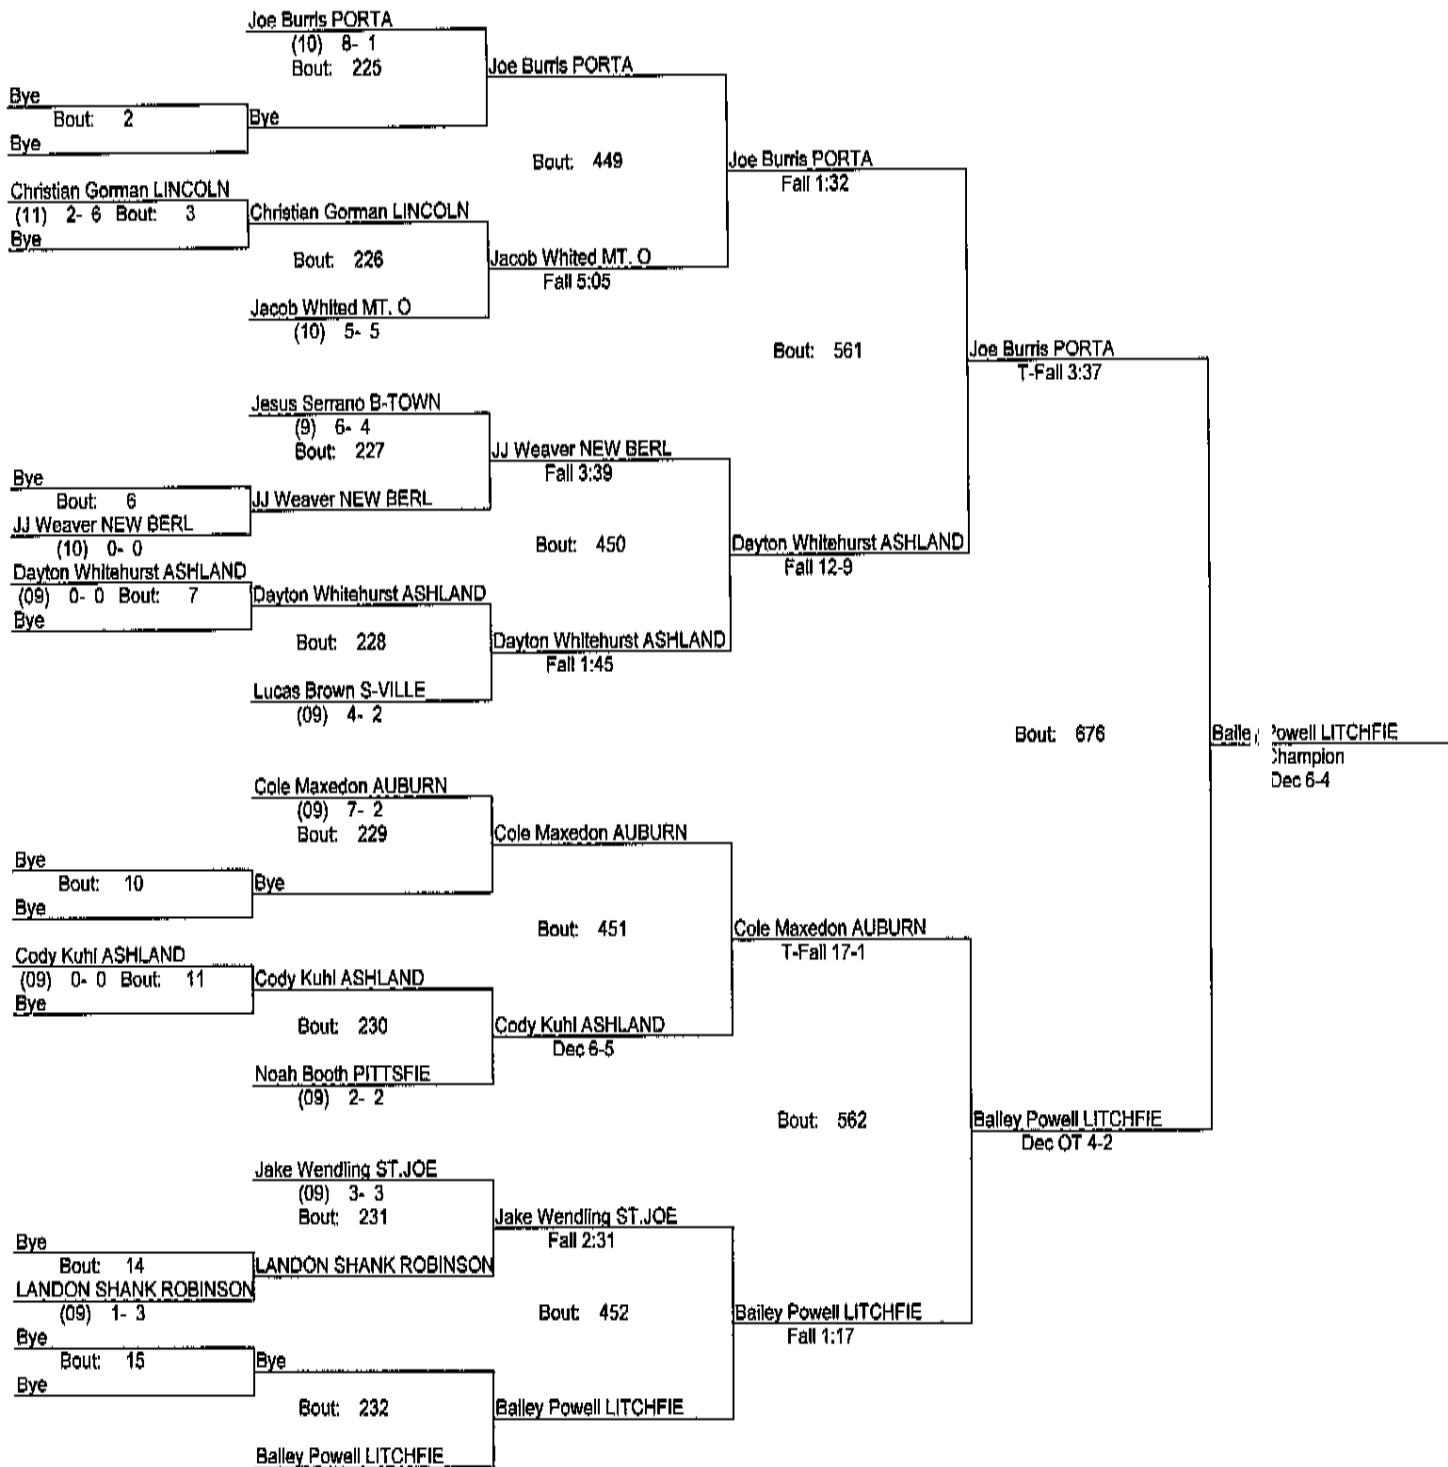 Joe Burris PORTA
(10) 8- 1
Bout: 225
Joe Burris PORTA
Bye
Bout: 2
Bye
Bye
Bout: 449
Joe Burris PORTA
Fall 1:32
Christian Gorman LINCOLN
(11) 2- 6 Bout: 3
Christian Gorman LINCOLN
Bye
Bout: 226
Jacob Whited MT. O
Fall 5:05
Jacob Whited MT. O
(10) 5- 5
Bout: 561
Joe Burris PORTA
T-Fall 3:37
Jesus Serrano B-TOWN
(9) 6- 4
Bout: 227
JJ Weaver NEW BERL
Fall 3:39
Bye
Bout: 6
JJ Weaver NEW BERL
JJ Weaver NEW BERL
(10) 0- 0
Bout: 450
Dayton Whitehurst ASHLAND
Fall 12-9
Dayton Whitehurst ASHLAND
(09) 0- 0 Bout: 7
Dayton Whitehurst ASHLAND
Bye
Bout: 228
Dayton Whitehurst ASHLAND
Fall 1:45
Lucas Brown S-VILLE
(09) 4- 2
Bout: 676
Powell LITCHFIE
Dec 6-4
Cole Maxedon AUBURN
(09) 7- 2
Bout: 229
Cole Maxedon AUBURN
Bye
Bout: 10
Bye
Bye
Bout: 451
Cole Maxedon AUBURN
T-Fall 17-1
Cody Kuhl ASHLAND
(09) 0- 0 Bout: 11
Cody Kuhl ASHLAND
Bye
Bout: 230
Cody Kuhl ASHLAND
Dec 6-5
Noah Booth PITTSFIE
(09) 2- 2
Bout: 562
Bailey Powell LITCHFIE
Dec OT 4-2
Jake Wendling ST.JOE
(09) 3- 3
Bout: 231
Jake Wendling ST.JOE
Fall 2:31
Bye
Bout: 14
LANDON SHANK ROBINSON
LANDON SHANK ROBINSON
(09) 1- 3
Bout: 452
Bailey Powell LITCHFIE
Fall 1:17
Bye
Bout: 15
Bye
Bye
Bout: 232
Bailey Powell LITCHFIE
Bailey Powell LITCHFIE